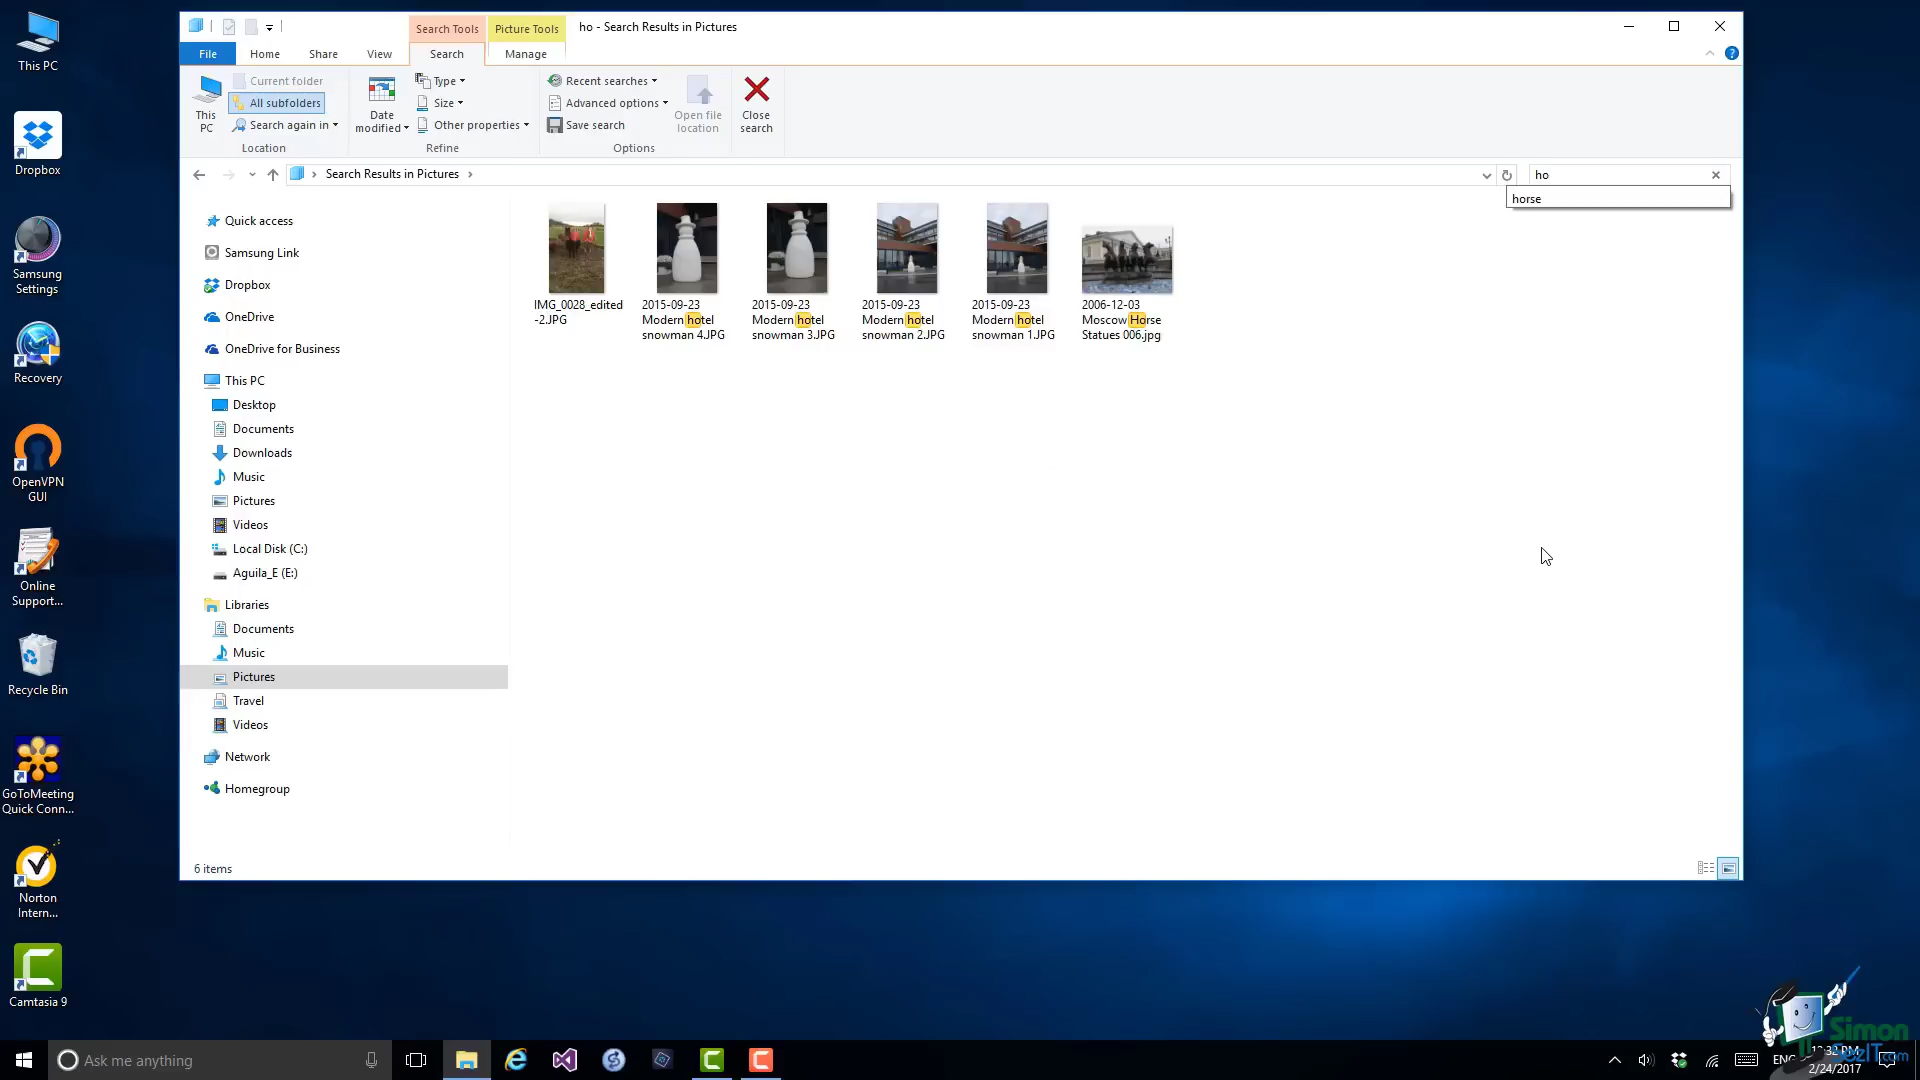 This PC
Dropbox
Samsung
Settings
Recovery
OpenVPN
GUI
Online
Support...
Recycle Bin
GoToMeeting
Quick Conn...
Norton
Intern...
Camtasia 9
Search Tools
Picture Tools
ho - Search Results in Pictures
File
Home
Share
View
Search
Manage
This
PC
Current folder
All subfolders
Search again in
Location
Date
modified
Type
Size
Other properties
Refine
Recent searches
Advanced options
Save search
Options
Open file
location
Close
search
Search Results in Pictures
ho
horse
Quick access
Samsung Link
Dropbox
OneDrive
OneDrive for Business
This PC
Desktop
Documents
Downloads
Music
Pictures
Videos
Local Disk (C:)
Aguila_E (E:)
Libraries
Documents
Music
Pictures
Travel
Videos
Network
Homegroup
IMG_0028_edited
-2.JPG
2015-09-23
Modern hotel
snowman 4.JPG
2015-09-23
Modern hotel
snowman 3.JPG
2015-09-23
Modern hotel
snowman 2.JPG
2015-09-23
Modern hotel
snowman 1.JPG
2006-12-03
Moscow Horse
Statues 006.jpg
6 items
Ask me anything
ENG
2/24/2017
Simon
SezIT.com